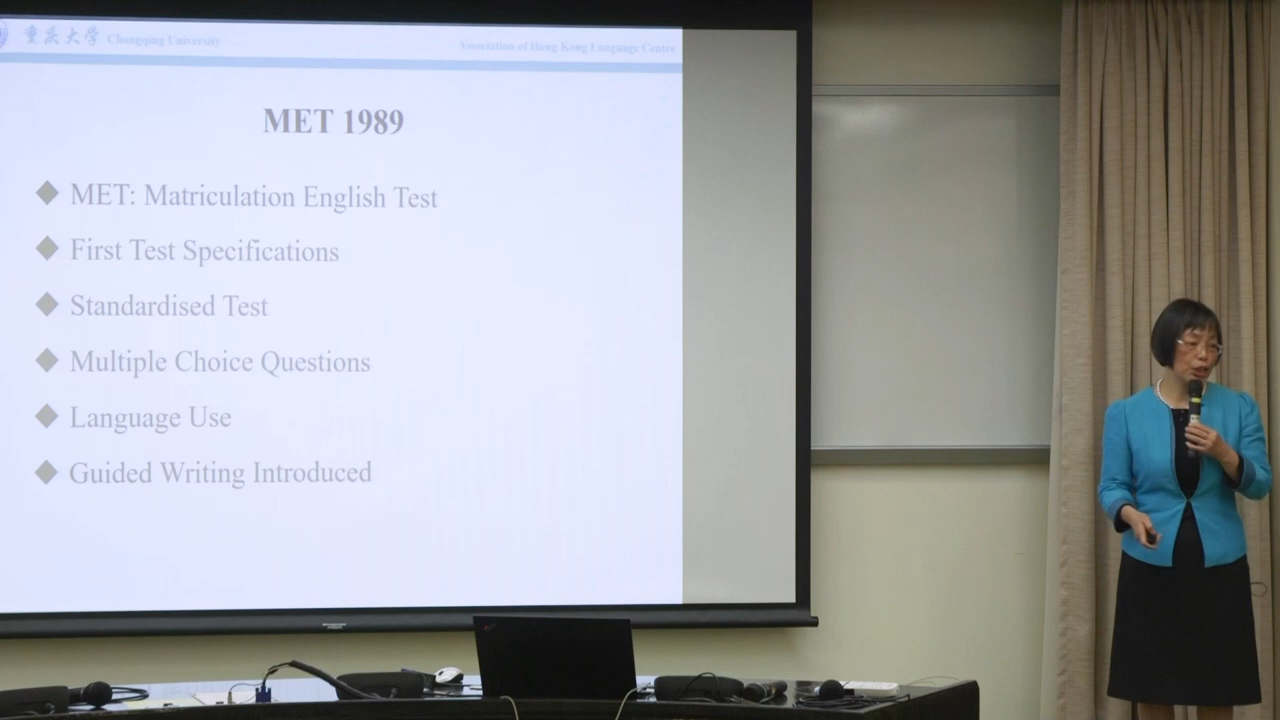 重庆大学 Chongqing University
Association of Hong Kong Language Centre
MET 1989
MET: Matriculation English Test
First Test Specifications
Standardised Test
Multiple Choice Questions
Language Use
Guided Writing Introduced